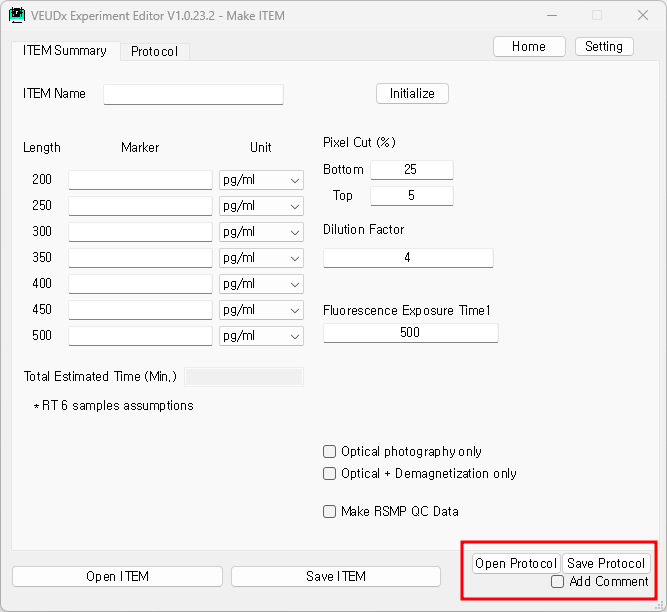 VEUDx Experiment Editor V1.0.23.2 - Make ITEM
ITEM Summary Protocol Home Setting
ITEM Name Initialize
Length Marker Unit
200 pg/ml
250 pg/ml
300 pg/ml
350 pg/ml
400 pg/ml
450 pg/ml
500 pg/ml
Total Estimated Time (Min.)
* RT 6 samples assumptions
Pixel Cut (%)
Bottom 25
Top 5
Dilution Factor
4
Fluorescence Exposure Time1
500
Optical photography only
Optical + Demagnetization only
Make RSMP QC Data
Open ITEM Save ITEM Open Protocol Save Protocol
Add Comment